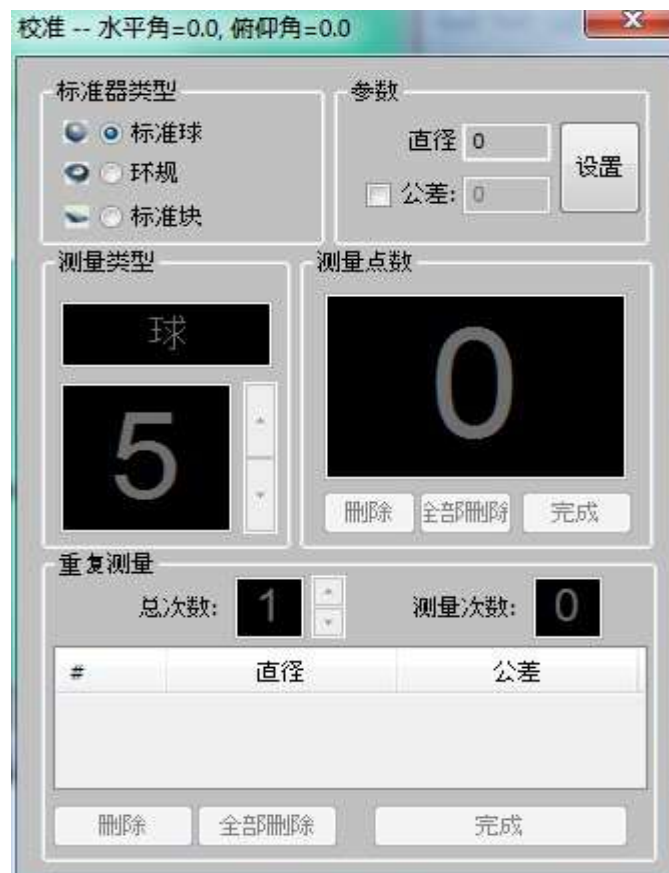 校准 -- 水平角=0.0, 俯仰角=0.0
标准器类型
标准球
环规
标准块
参数
直径 0
公差: 0
设置
测量类型
球
5
测量点数
0
删除 全部删除 完成
重复测量
总次数: 1 测量次数: 0
# 直径 公差
删除 全部删除 完成